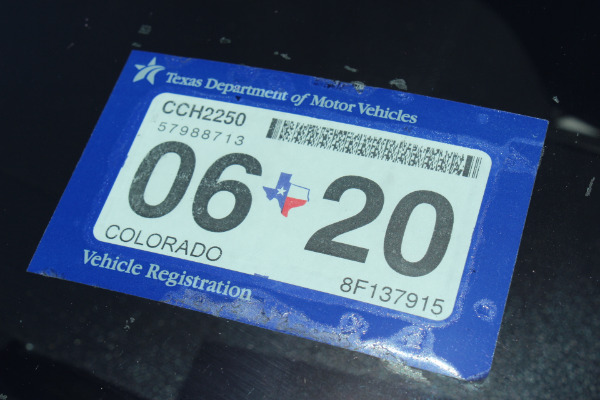 Texas Department of Motor Vehicles
CCH2250
57988713
06 20
COLORADO
8F137915
Vehicle Registration